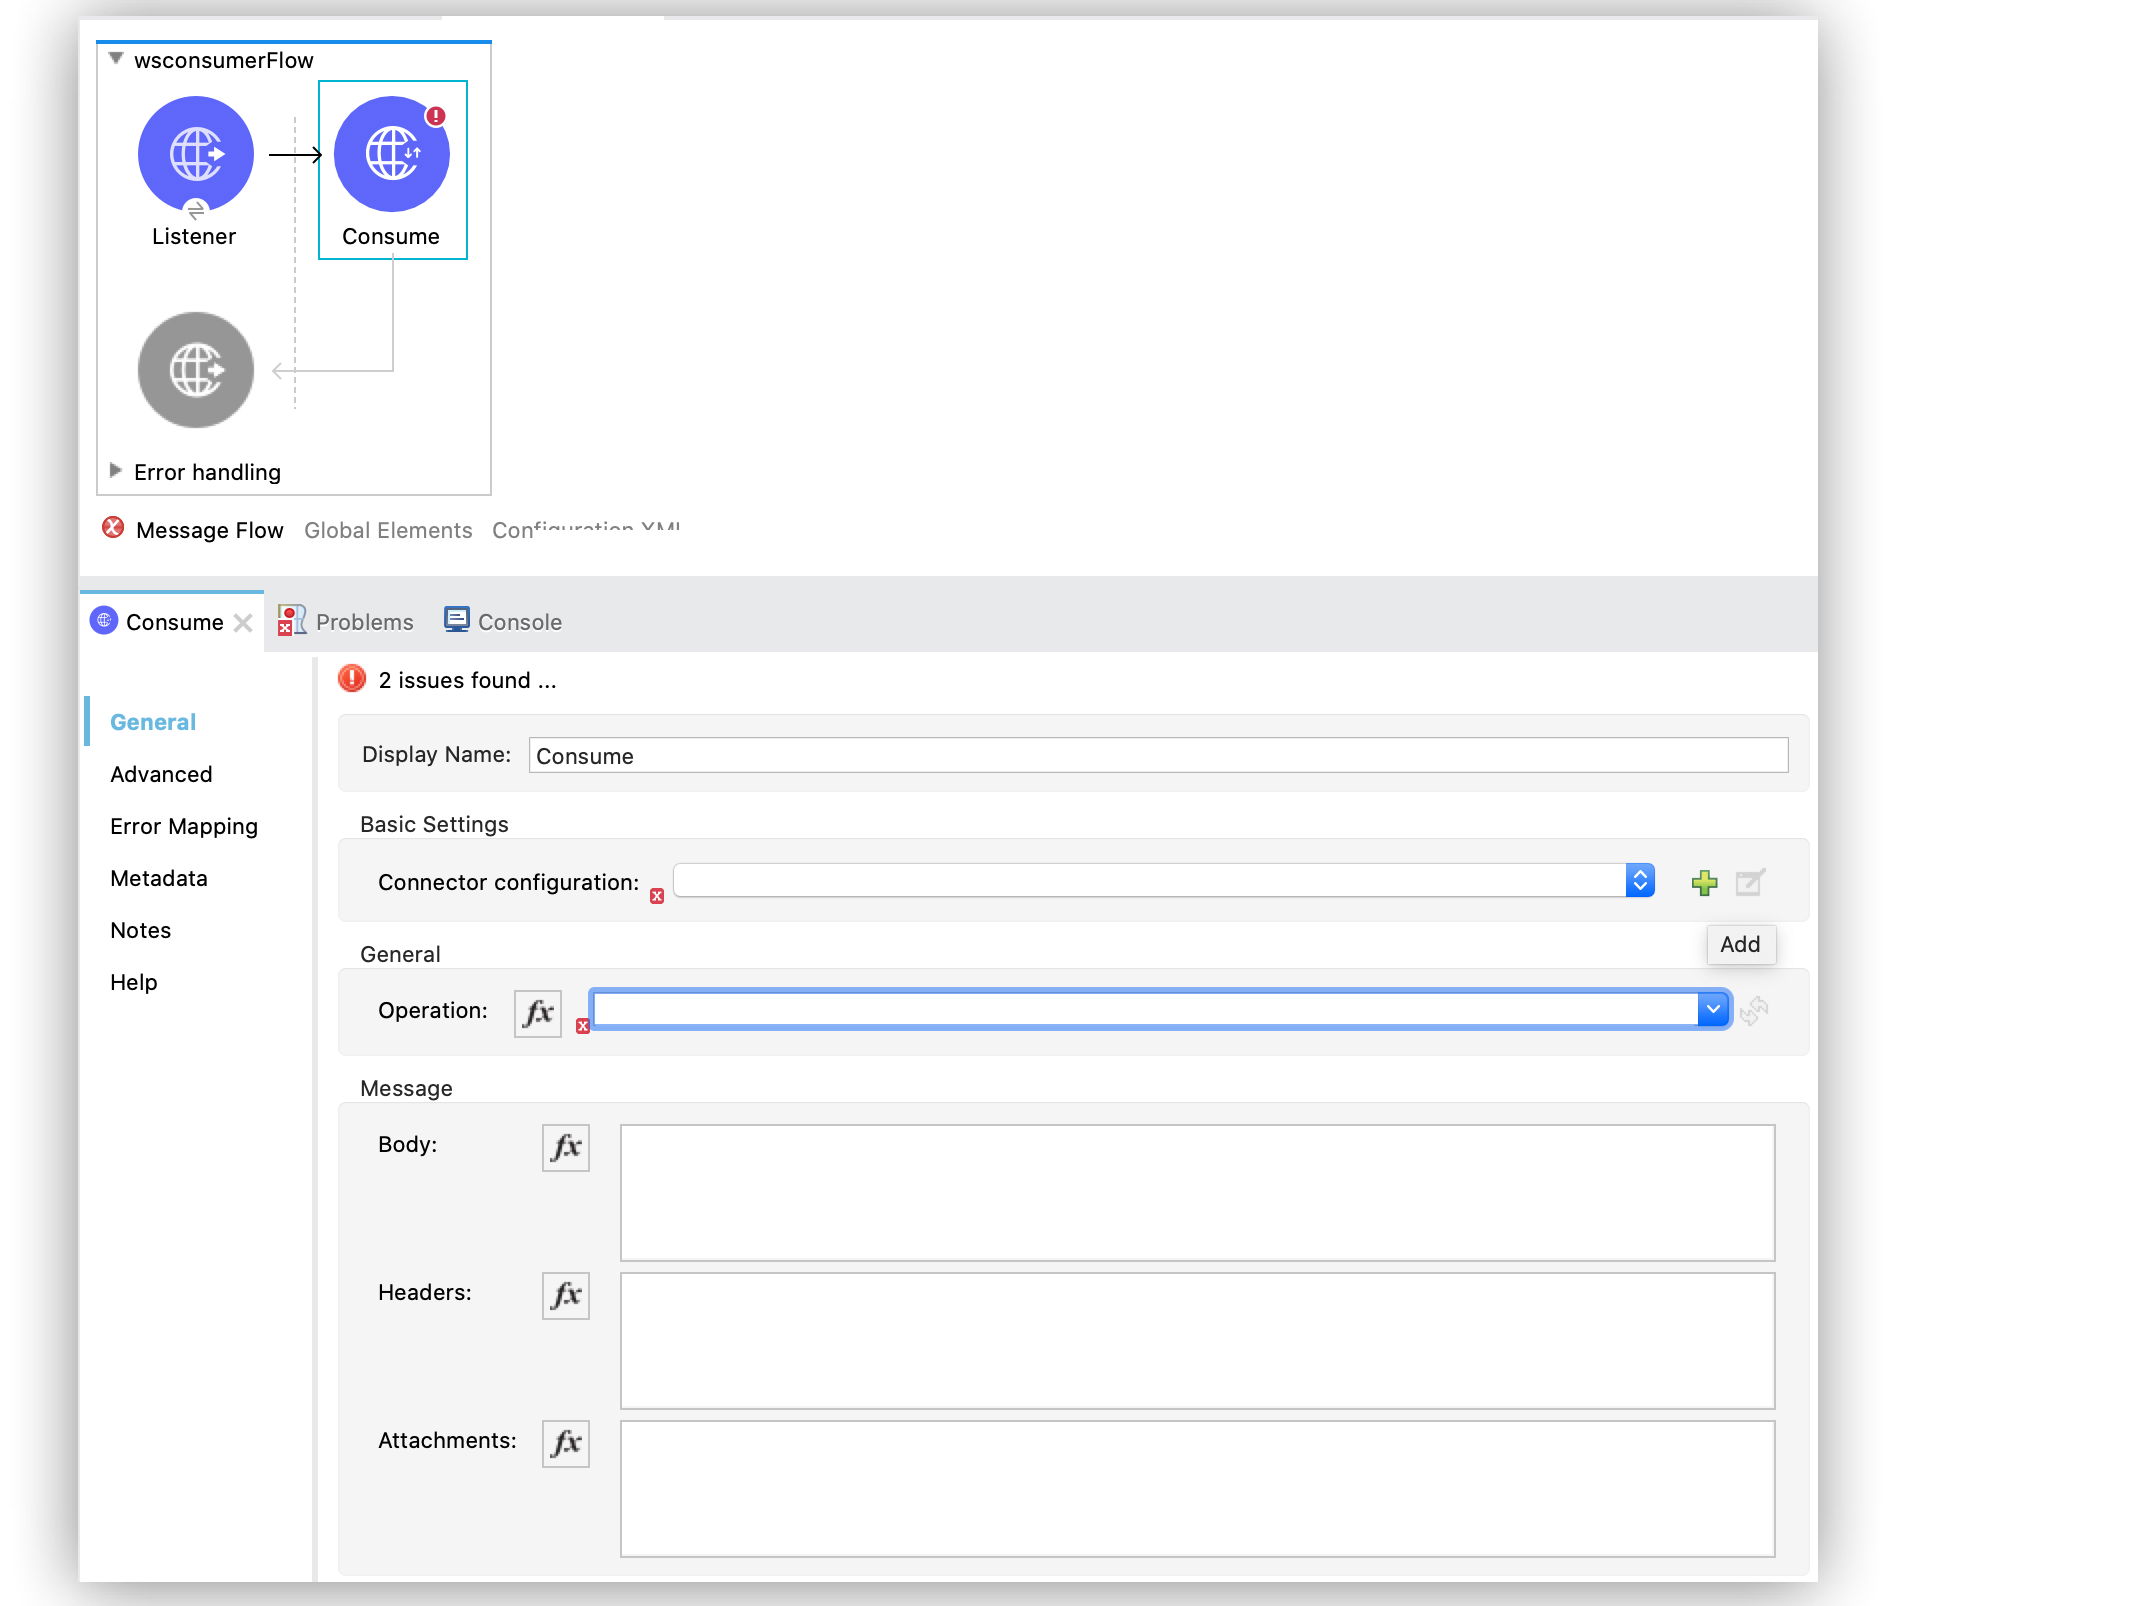 wsconsumerFlow
Listener
Consume
Error handling
Message Flow Global Elements Configuration XML
Consume Problems Console
2 issues found ...
General
Advanced
Error Mapping
Metadata
Notes
Help
Display Name: Consume
Basic Settings
Connector configuration:
Add
General
Operation: fx
Message
Body: fx
Headers: fx
Attachments: fx